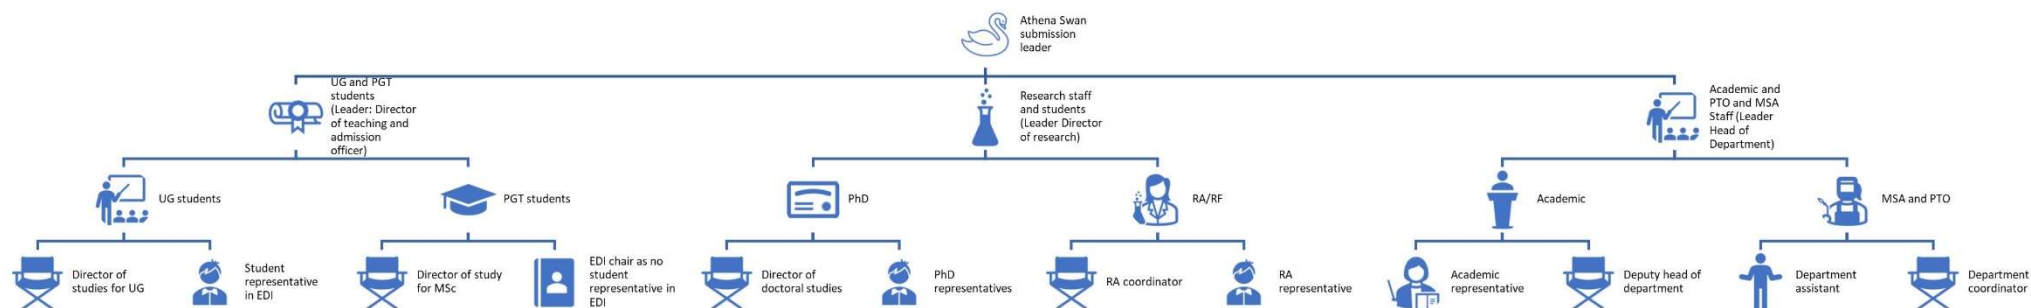 Athena Swan
submission
leader
UG and PGT
students
(Leader: Director
of teaching and
admission
officer)
Research staff
and students
(Leader Director
of research)
Academic and
PTO and MSA
Staff (Leader
Head of
Department)
UG students
PGT students
PhD
RA/RF
Academic
MSA and PTO
Director of
studies for UG
Student
representative
in EDI
Director of study
for MSc
EDI chair as no
student
representative in
EDI
Director of
doctoral studies
PhD
representatives
RA coordinator
RA
representative
Academic
representative
Deputy head of
department
Department
assistant
Department
coordinator